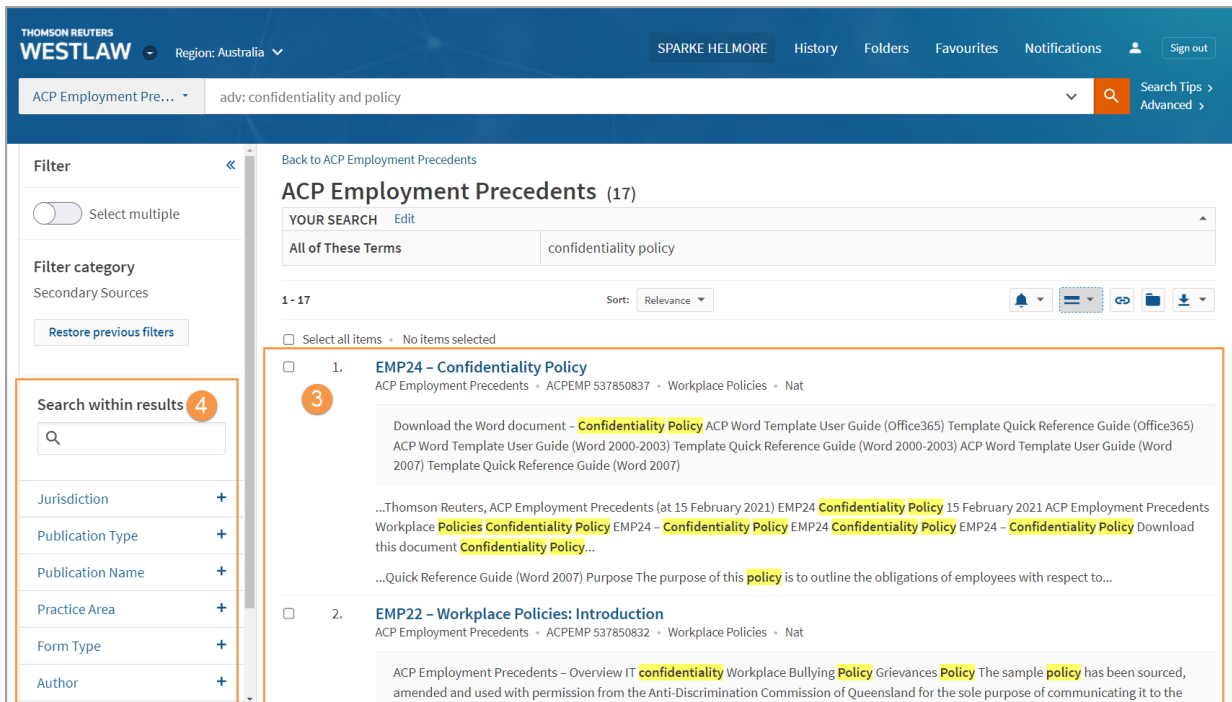 THOMSON REUTERS
WESTLAW
Region: Australia
SPARKE HELMORE
History
Folders
Favourites
Notifications
Sign out
ACP Employment Pre...
adv: confidentiality and policy
Search Tips >
Advanced >
Filter
«
Select multiple
Filter category
Secondary Sources
Restore previous filters
Search within results
4
Jurisdiction +
Publication Type +
Publication Name +
Practice Area +
Form Type +
Author +
Back to ACP Employment Precedents
ACP Employment Precedents (17)
YOUR SEARCH Edit
All of These Terms
confidentiality policy
1 - 17
Sort: Relevance
Select all items • No items selected
3
1. EMP24 – Confidentiality Policy
ACP Employment Precedents • ACPEMP 537850837 • Workplace Policies • Nat
Download the Word document – Confidentiality Policy ACP Word Template User Guide (Office365) Template Quick Reference Guide (Office365)
ACP Word Template User Guide (Word 2000-2003) Template Quick Reference Guide (Word 2000-2003) ACP Word Template User Guide (Word
2007) Template Quick Reference Guide (Word 2007)
...Thomson Reuters, ACP Employment Precedents (at 15 February 2021) EMP24 Confidentiality Policy 15 February 2021 ACP Employment Precedents
Workplace Policies Confidentiality Policy EMP24 – Confidentiality Policy EMP24 Confidentiality Policy EMP24 – Confidentiality Policy Download
this document Confidentiality Policy...
...Quick Reference Guide (Word 2007) Purpose The purpose of this policy is to outline the obligations of employees with respect to...
2. EMP22 – Workplace Policies: Introduction
ACP Employment Precedents • ACPEMP 537850832 • Workplace Policies • Nat
ACP Employment Precedents – Overview IT confidentiality Workplace Bullying Policy Grievances Policy The sample policy has been sourced,
amended and used with permission from the Anti-Discrimination Commission of Queensland for the sole purpose of communicating it to the